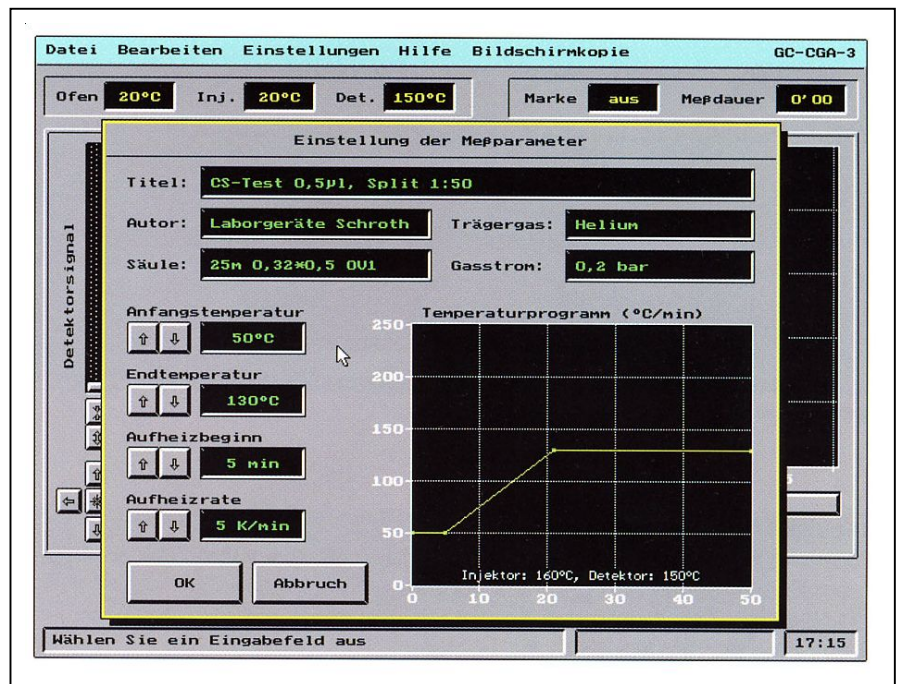 Datei Bearbeiten Einstellungen Hilfe Bildschirmkopie GC-CGA-3
Ofen 20°C Inj. 20°C Det. 150°C Marke aus Meßdauer 0'00
Einstellung der Meßparameter
Titel: CS-Test 0,5µl, Split 1:50
Autor: Laborgeräte Schroth Trägergas: Helium
Säule: 25m 0,32*0,5 OV1 Gasstrom: 0,2 bar
Detektorsignal
Anfangstemperatur
50°C
Endtemperatur
130°C
Aufheizbeginn
5 min
Aufheizrate
5 K/min
OK Abbruch
Temperaturprogramm (°C/min)
250
200
150
100
50
0
Injektor: 160°C, Detektor: 150°C
0 10 20 30 40 50
Wählen Sie ein Eingabefeld aus 17:15